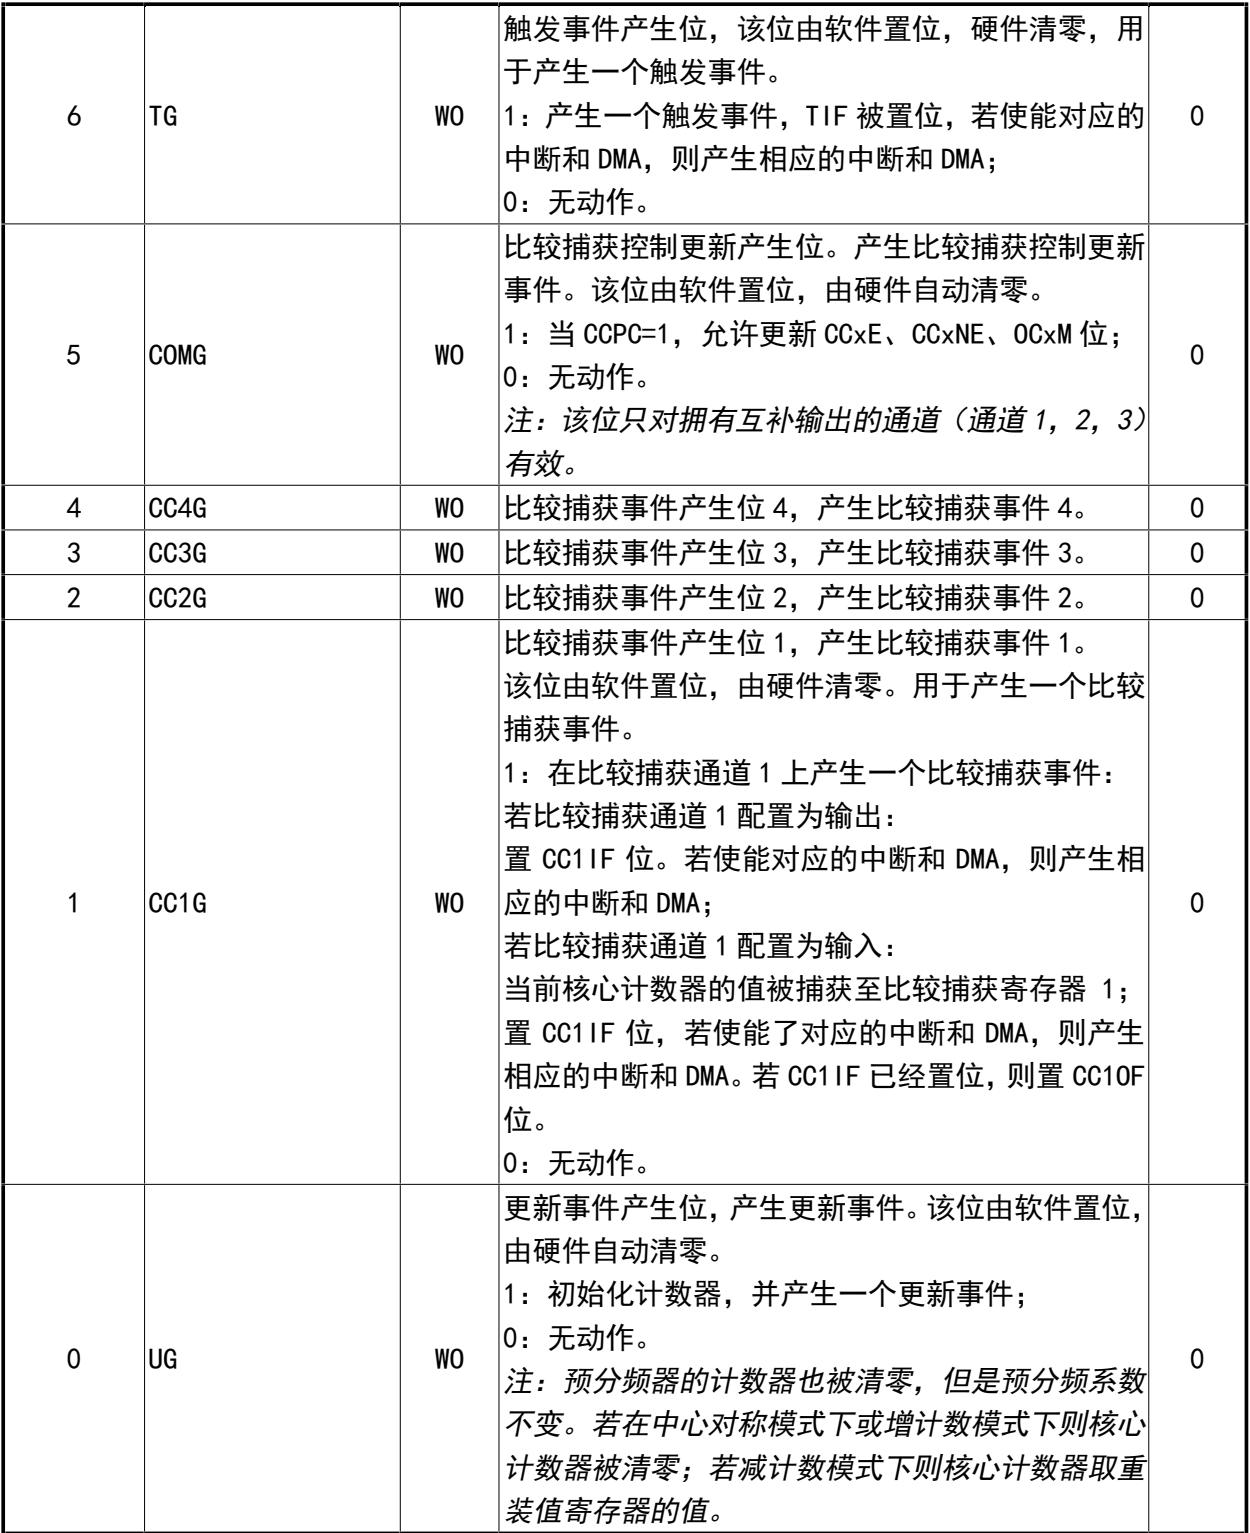 触发事件产生位，该位由软件置位，硬件清零，用
于产生一个触发事件。
6 TG WO 1：产生一个触发事件，TIF 被置位，若使能对应的 0
中断和 DMA，则产生相应的中断和 DMA；
0：无动作。
比较捕获控制更新产生位。产生比较捕获控制更新
事件。该位由软件置位，由硬件自动清零。
1：当 CCPC=1，允许更新 CCxE、CCxNE、OCxM 位；
5 COMG WO 0：无动作。 0
注：该位只对拥有互补输出的通道（通道 1，2，3）
有效。
4 CC4G WO 比较捕获事件产生位 4，产生比较捕获事件 4。 0
3 CC3G WO 比较捕获事件产生位 3，产生比较捕获事件 3。 0
2 CC2G WO 比较捕获事件产生位 2，产生比较捕获事件 2。 0
比较捕获事件产生位 1，产生比较捕获事件 1。
该位由软件置位，由硬件清零。用于产生一个比较
捕获事件。
1：在比较捕获通道 1 上产生一个比较捕获事件：
若比较捕获通道 1 配置为输出：
置 CC1IF 位。若使能对应的中断和 DMA，则产生相
1 CC1G WO 应的中断和 DMA； 0
若比较捕获通道 1 配置为输入：
当前核心计数器的值被捕获至比较捕获寄存器 1；
置 CC1IF 位，若使能了对应的中断和 DMA，则产生
相应的中断和 DMA。若 CC1IF 已经置位，则置 CC1OF
位。
0：无动作。
更新事件产生位，产生更新事件。该位由软件置位，
由硬件自动清零。
1：初始化计数器，并产生一个更新事件；
0：无动作。
0 UG WO 注：预分频器的计数器也被清零，但是预分频系数 0
不变。若在中心对称模式下或增计数模式下则核心
计数器被清零；若减计数模式下则核心计数器取重
装值寄存器的值。